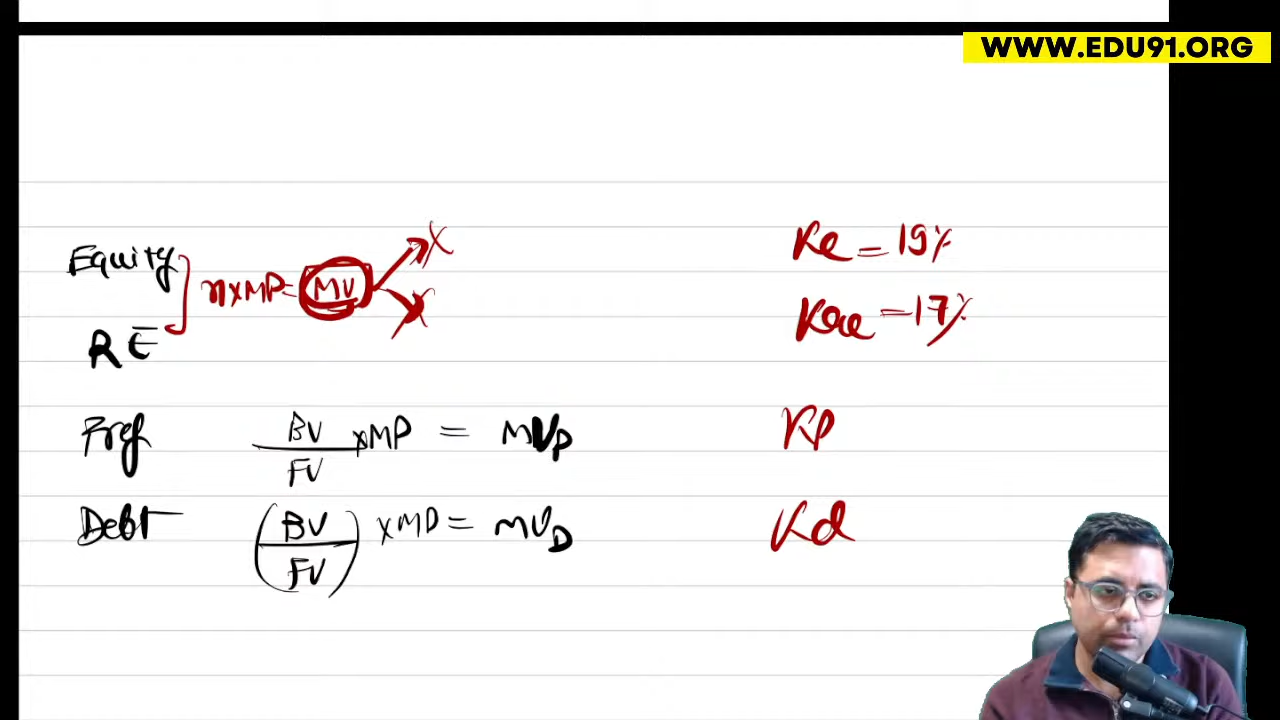 WWW.EDU91.ORG
Equity
RE
n x MP = MV
X
X
Ke = 19%
Kre = 17%
Pref
BV
FV
x MP = MVP
Kp
Debt
(BV
FV)
x MP = MVD
Kd